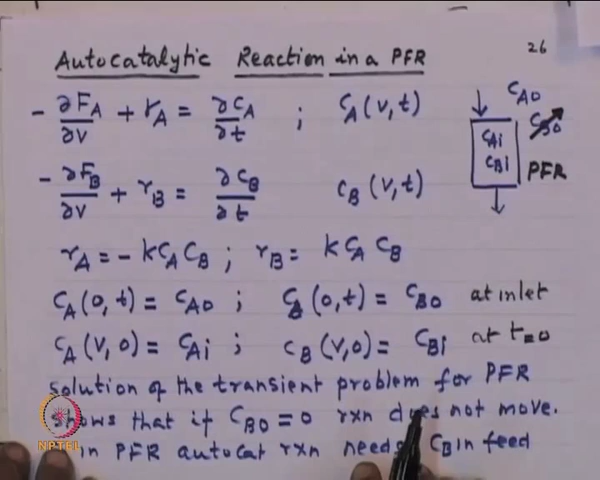 26
Autocatalytic Reaction in a PFR
- ∂F_A/∂V + r_A = ∂C_A/∂t ; C_A(V,t)
C_A0
C_B0
C_Ai
C_Bi
PFR
- ∂F_B/∂V + r_B = ∂C_B/∂t C_B(V,t)
r_A = - k C_A C_B ; r_B = k C_A C_B
C_A(0,t) = C_A0 ; C_B(0,t) = C_B0 at inlet
C_A(V,0) = C_Ai ; C_B(V,0) = C_Bi at t=0
Solution of the transient problem for PFR
shows that if C_B0 = 0 rxn does not move.
in PFR autocat rxn needs C_B in feed
NPTEL